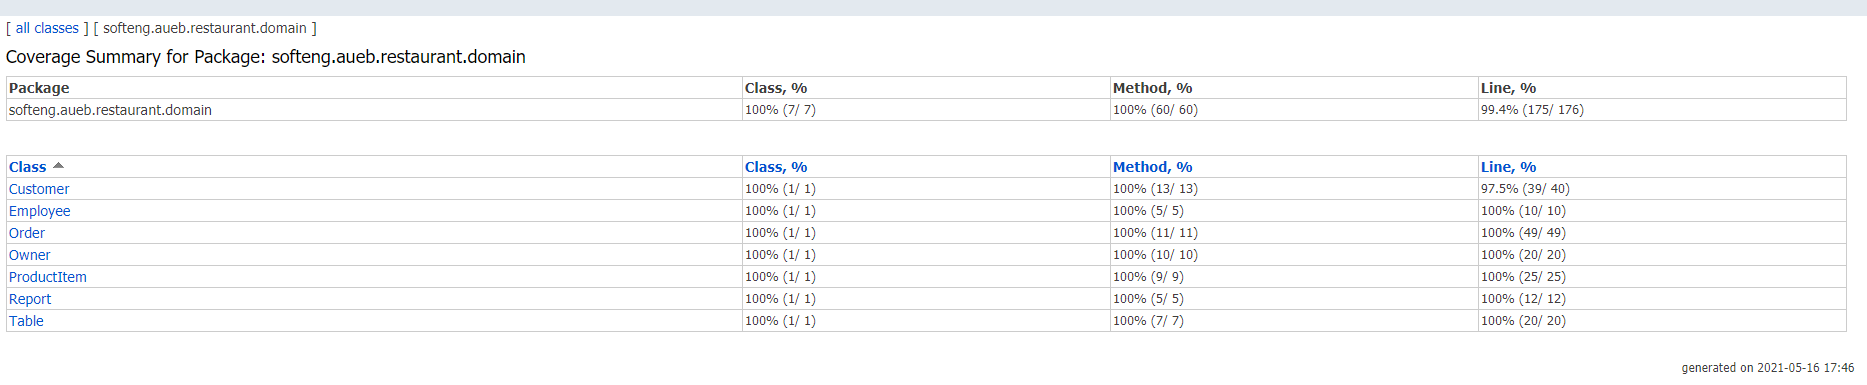 [ all classes ] [ softeng.aueb.restaurant.domain ]
Coverage Summary for Package: softeng.aueb.restaurant.domain
Package Class, % Method, % Line, %
softeng.aueb.restaurant.domain 100% (7/ 7) 100% (60/ 60) 99.4% (175/ 176)
Class Class, % Method, % Line, %
Customer 100% (1/ 1) 100% (13/ 13) 97.5% (39/ 40)
Employee 100% (1/ 1) 100% (5/ 5) 100% (10/ 10)
Order 100% (1/ 1) 100% (11/ 11) 100% (49/ 49)
Owner 100% (1/ 1) 100% (10/ 10) 100% (20/ 20)
ProductItem 100% (1/ 1) 100% (9/ 9) 100% (25/ 25)
Report 100% (1/ 1) 100% (5/ 5) 100% (12/ 12)
Table 100% (1/ 1) 100% (7/ 7) 100% (20/ 20)
generated on 2021-05-16 17:46